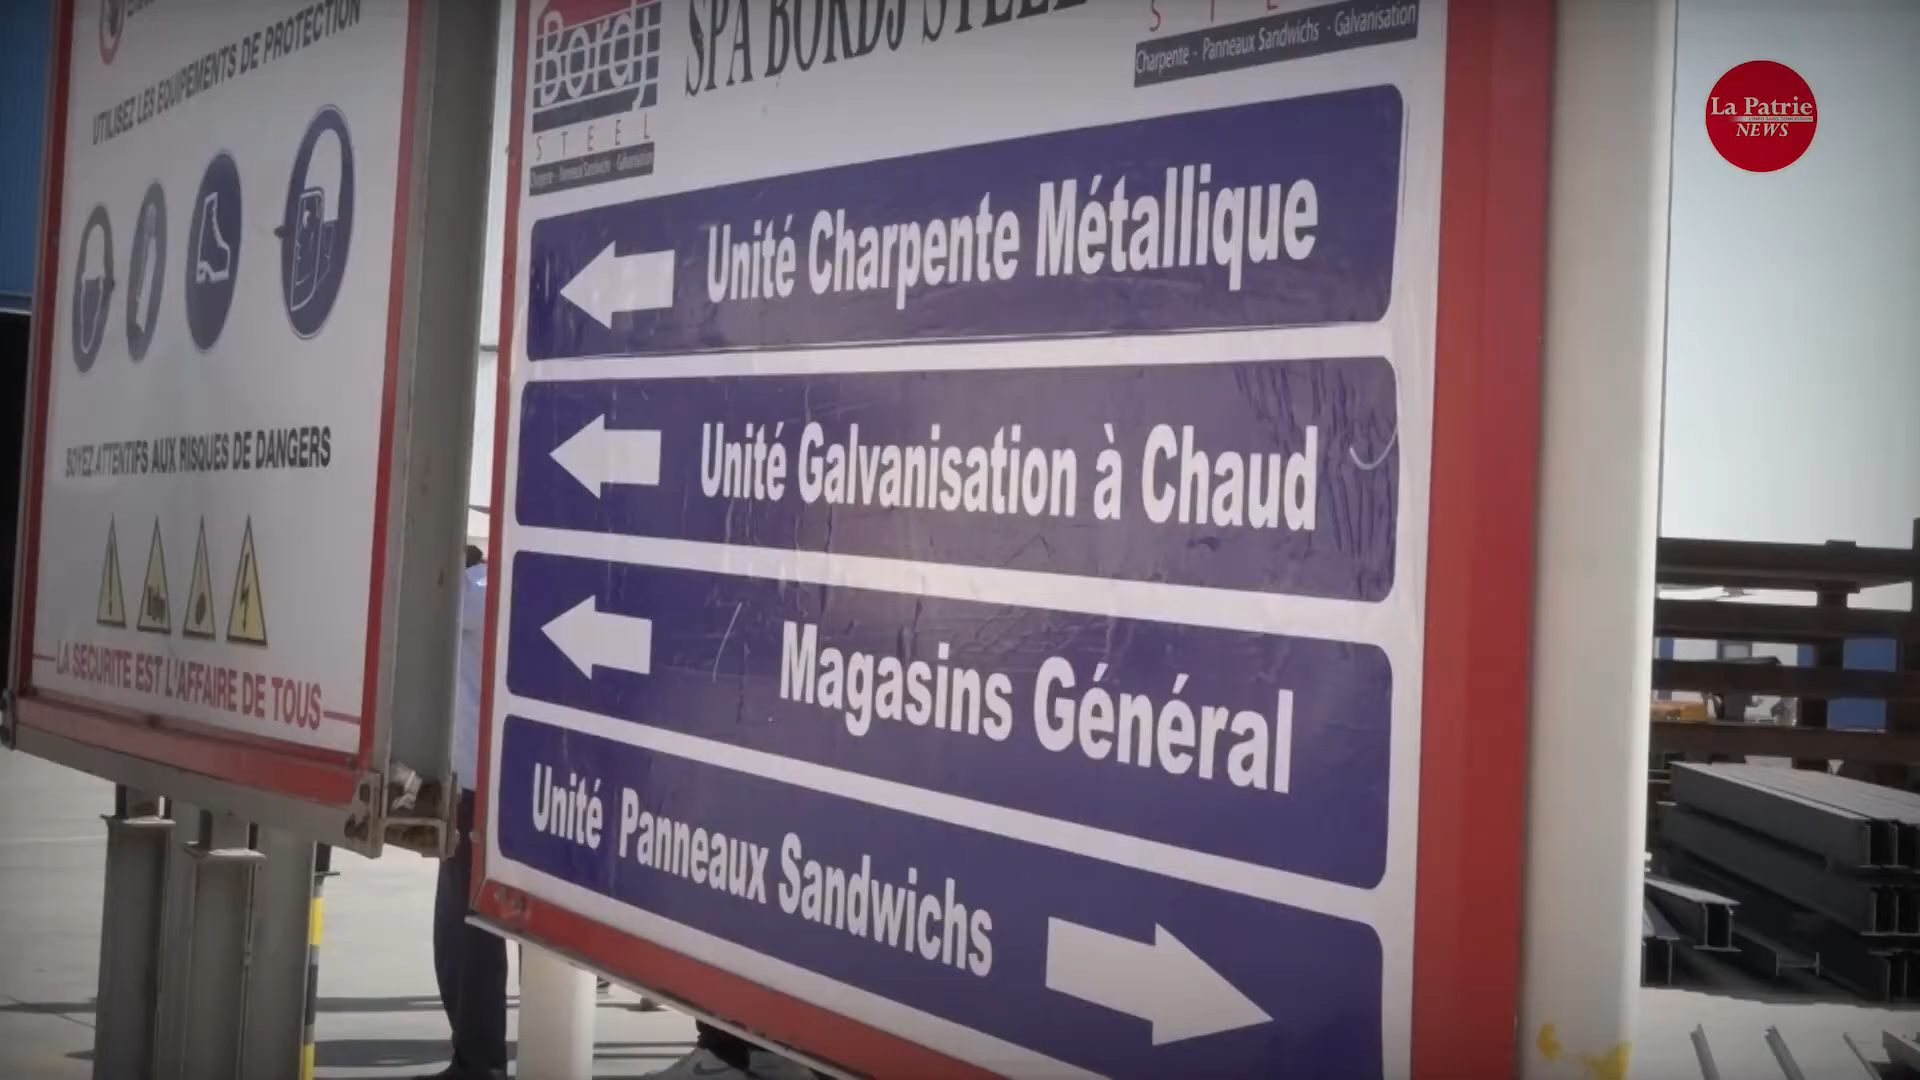 UTILISEZ LES EQUIPEMENTS DE PROTECTION
SOYEZ ATTENTIFS AUX RISQUES DE DANGERS
LA SECURITE EST L'AFFAIRE DE TOUS
Bordj
STEEL
Charpente - Panneaux Sandwichs - Galvanisation
SPA BORDJ STEEL
Charpente - Panneaux Sandwichs - Galvanisation
Unité Charpente Métallique
Unité Galvanisation à Chaud
Magasins Général
Unité Panneaux Sandwichs
La Patrie
NEWS